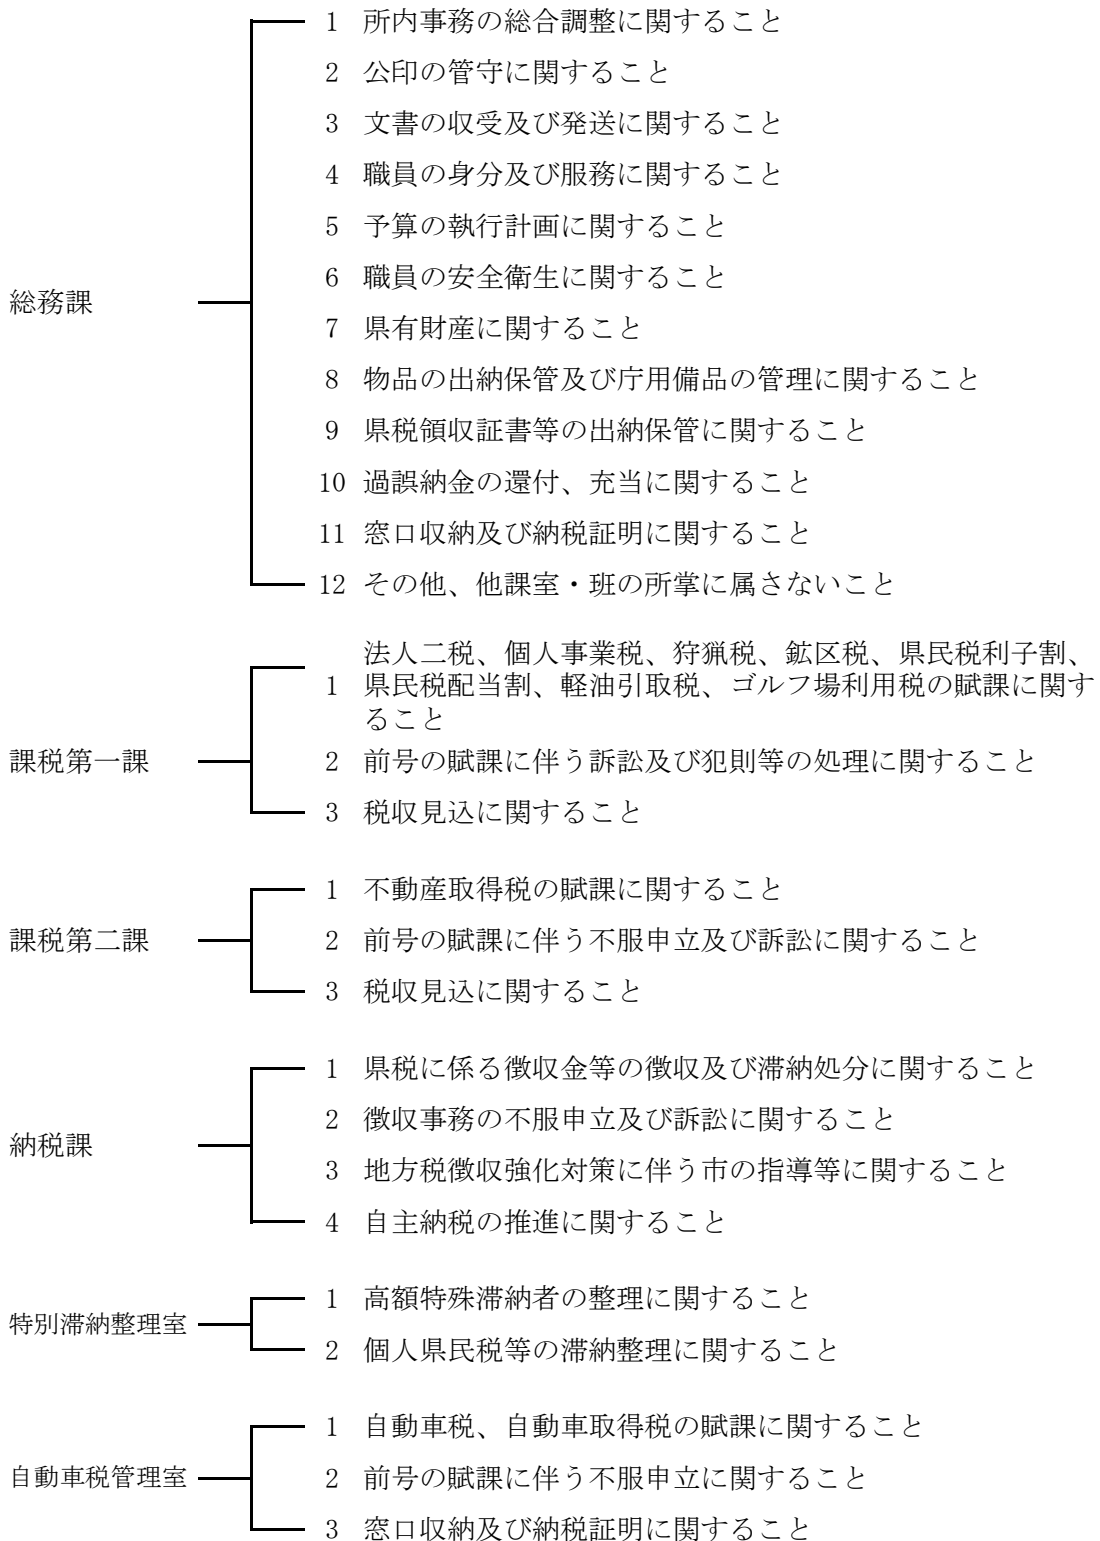 総務課
1 所内事務の総合調整に関すること
2 公印の管守に関すること
3 文書の収受及び発送に関すること
4 職員の身分及び服務に関すること
5 予算の執行計画に関すること
6 職員の安全衛生に関すること
7 県有財産に関すること
8 物品の出納保管及び庁用備品の管理に関すること
9 県税領収証書等の出納保管に関すること
10 過誤納金の還付、充当に関すること
11 窓口収納及び納税証明に関すること
12 その他、他課室・班の所掌に属さないこと
課税第一課
法人二税、個人事業税、狩猟税、鉱区税、県民税利子割、
1 県民税配当割、軽油引取税、ゴルフ場利用税の賦課に関す
ること
2 前号の賦課に伴う訴訟及び犯則等の処理に関すること
3 税収見込に関すること
課税第二課
1 不動産取得税の賦課に関すること
2 前号の賦課に伴う不服申立及び訴訟に関すること
3 税収見込に関すること
納税課
1 県税に係る徴収金等の徴収及び滞納処分に関すること
2 徴収事務の不服申立及び訴訟に関すること
3 地方税徴収強化対策に伴う市の指導等に関すること
4 自主納税の推進に関すること
特別滞納整理室
1 高額特殊滞納者の整理に関すること
2 個人県民税等の滞納整理に関すること
自動車税管理室
1 自動車税、自動車取得税の賦課に関すること
2 前号の賦課に伴う不服申立に関すること
3 窓口収納及び納税証明に関すること